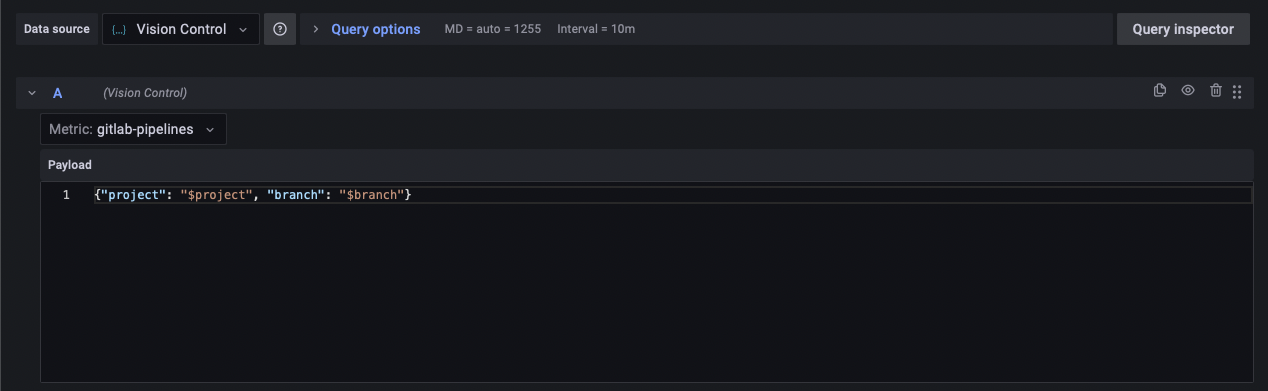 Data source {...} Vision Control Query options MD = auto = 1255 Interval = 10m Query inspector
A (Vision Control)
Metric: gitlab-pipelines
Payload
1 {"project": "$project", "branch": "$branch"}